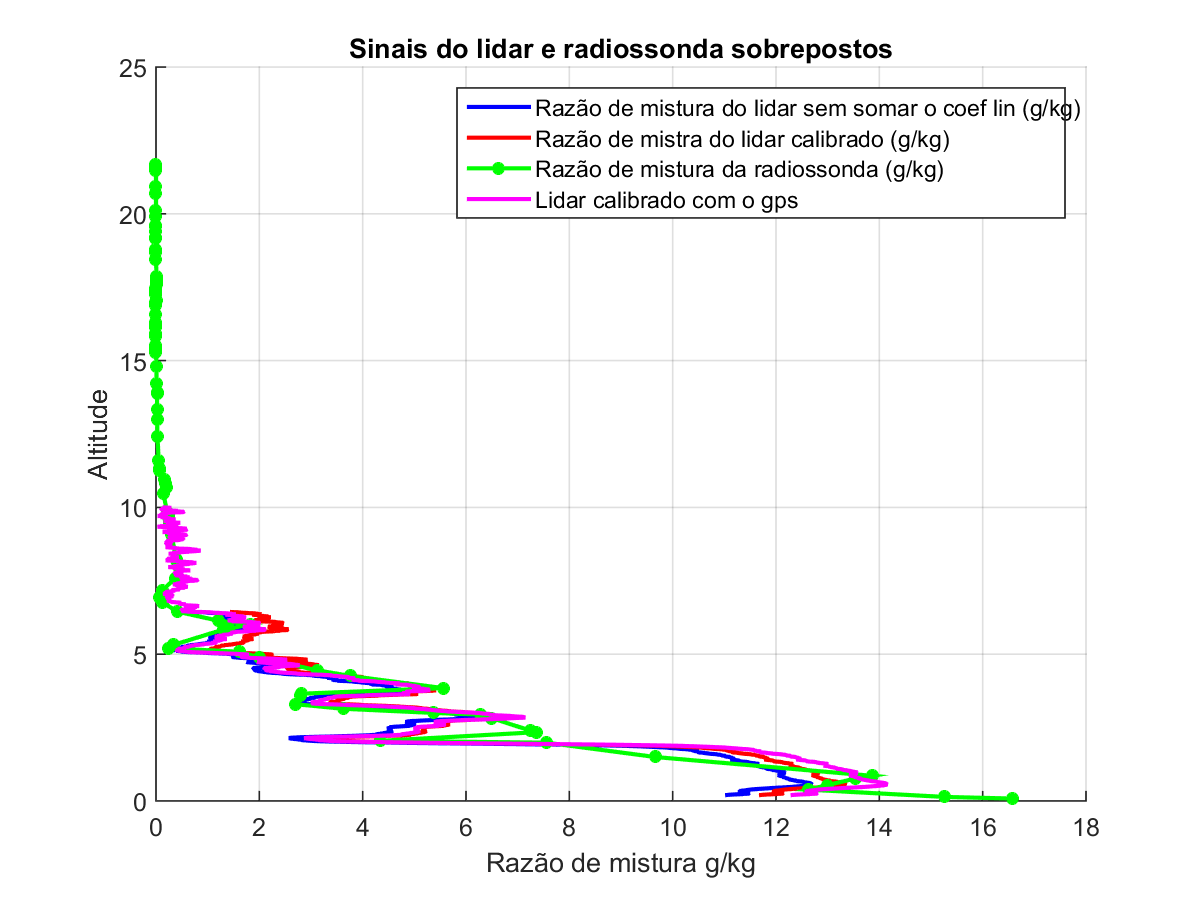 Sinais do lidar e radiossonda sobrepostos
25
Razão de mistura do lidar sem somar o coef lin (g/kg)
Razão de mistra do lidar calibrado (g/kg)
Razão de mistura da radiossonda (g/kg)
Lidar calibrado com o gps
20
15
Altitude
10
5
0
0 2 4 6 8 10 12 14 16 18
Razão de mistura g/kg